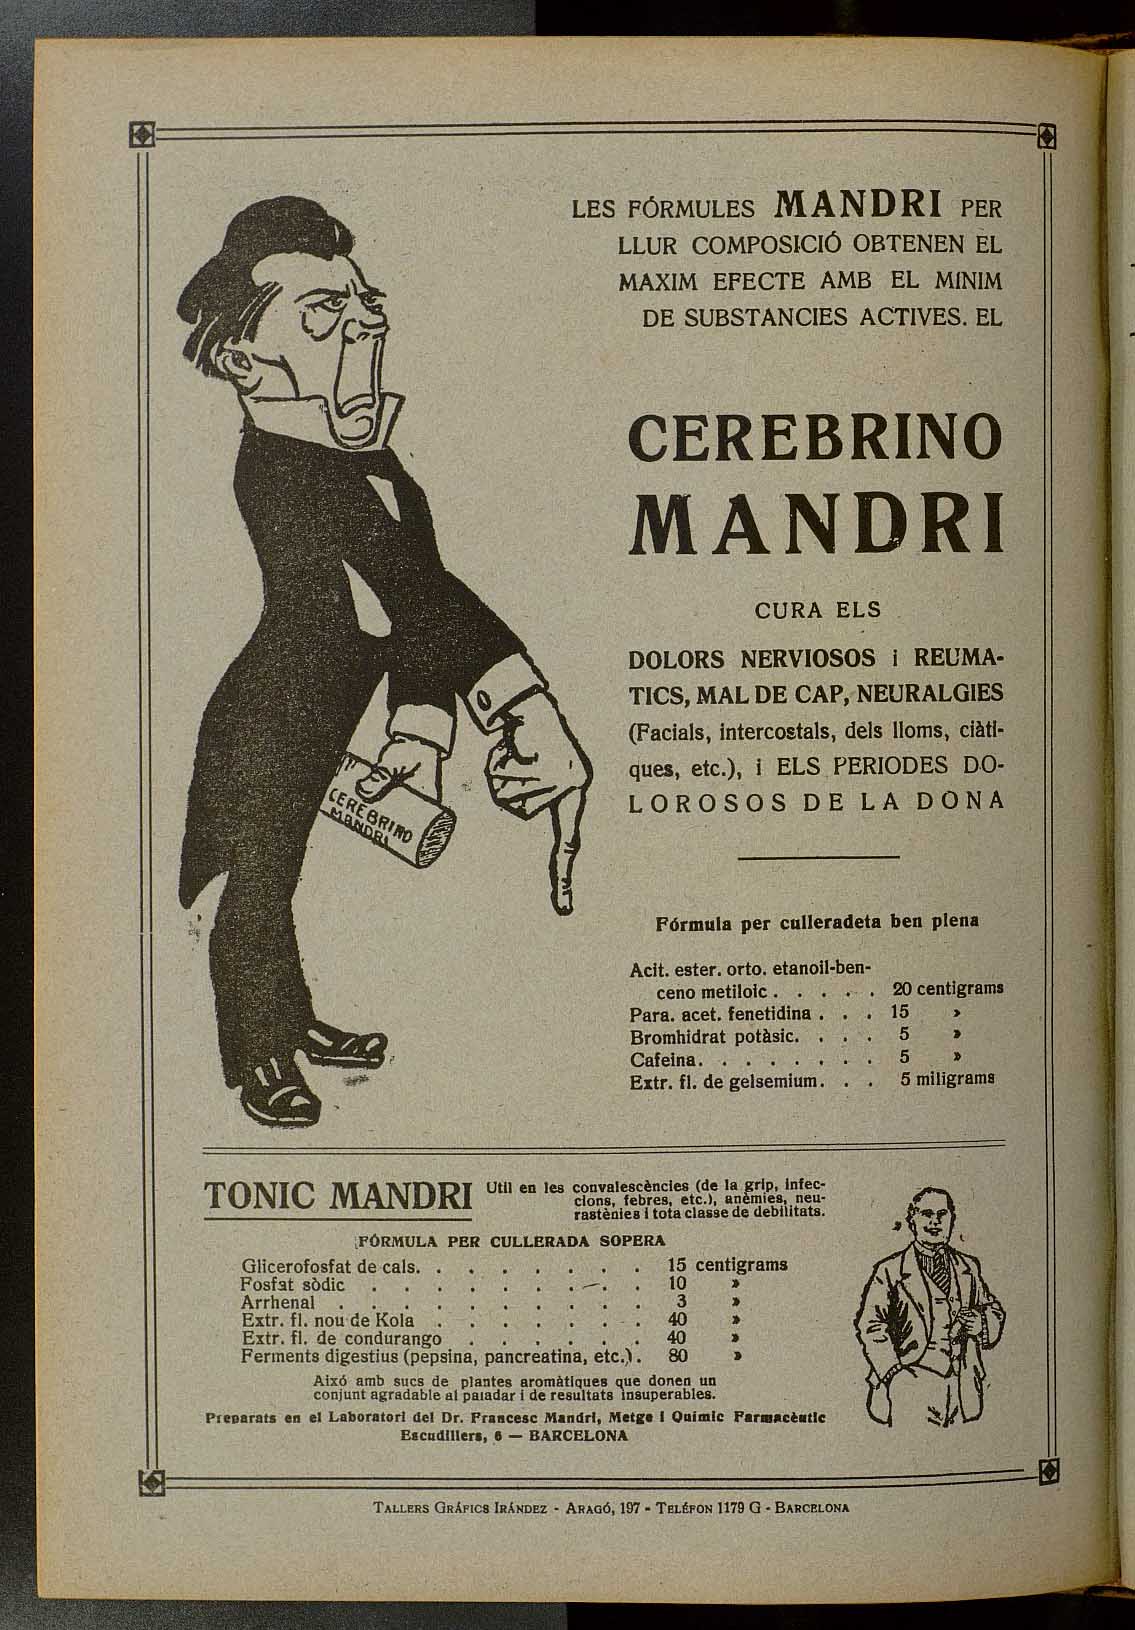 LES FÓRMULES MANDRI PER
LLUR COMPOSICIÓ OBTENEN EL
MAXIM EFECTE AMB EL MINIM
DE SUBSTANCIES ACTIVES. EL
CEREBRINO
MANDRI
CURA ELS
DOLORS NERVIOSOS i REUMA-
TICS, MAL DE CAP, NEURALGIES
(Facials, intercostals, dels lloms, ciàti-
ques, etc.), i ELS PERIODES DO-
LOROSOS DE LA DONA
CEREBRINO
MANDRI
Fórmula per culleradeta ben plena
Acit. ester. orto. etanoil-ben-
ceno metiloic . . . . . 20 centigrams
Para. acet. fenetidina . . . 15 »
Bromhidrat potàsic. . . . 5 »
Cafeina. . . . . . . . 5 »
Extr. fl. de gelsemium. . . 5 miligrams
TONIC MANDRI
Util en les convalescències (de la grip, infec-
cions, febres, etc.), anèmies, neu-
rastènies i tota classe de debilitats.
FÓRMULA PER CULLERADA SOPERA
Glicerofosfat de cals. . . . . . . . 15 centigrams
Fosfat sòdic . . . . . . . . . 10 »
Arrhenal . . . . . . . . . . 3 »
Extr. fl. nou de Kola . . . . . . . 40 »
Extr. fl. de condurango . . . . . . 40 »
Ferments digestius (pepsina, pancreatina, etc.). 80 »
Aixó amb sucs de plantes aromàtiques que donen un
conjunt agradable al paladar i de resultats insuperables.
Preparats en el Laboratori del Dr. Francesc Mandri, Metge i Químic Farmacèutic
Escudillers, 6 — BARCELONA
TALLERS GRÁFICS IRÁNDEZ - ARAGÓ, 197 - TELÉFON 1179 G - BARCELONA